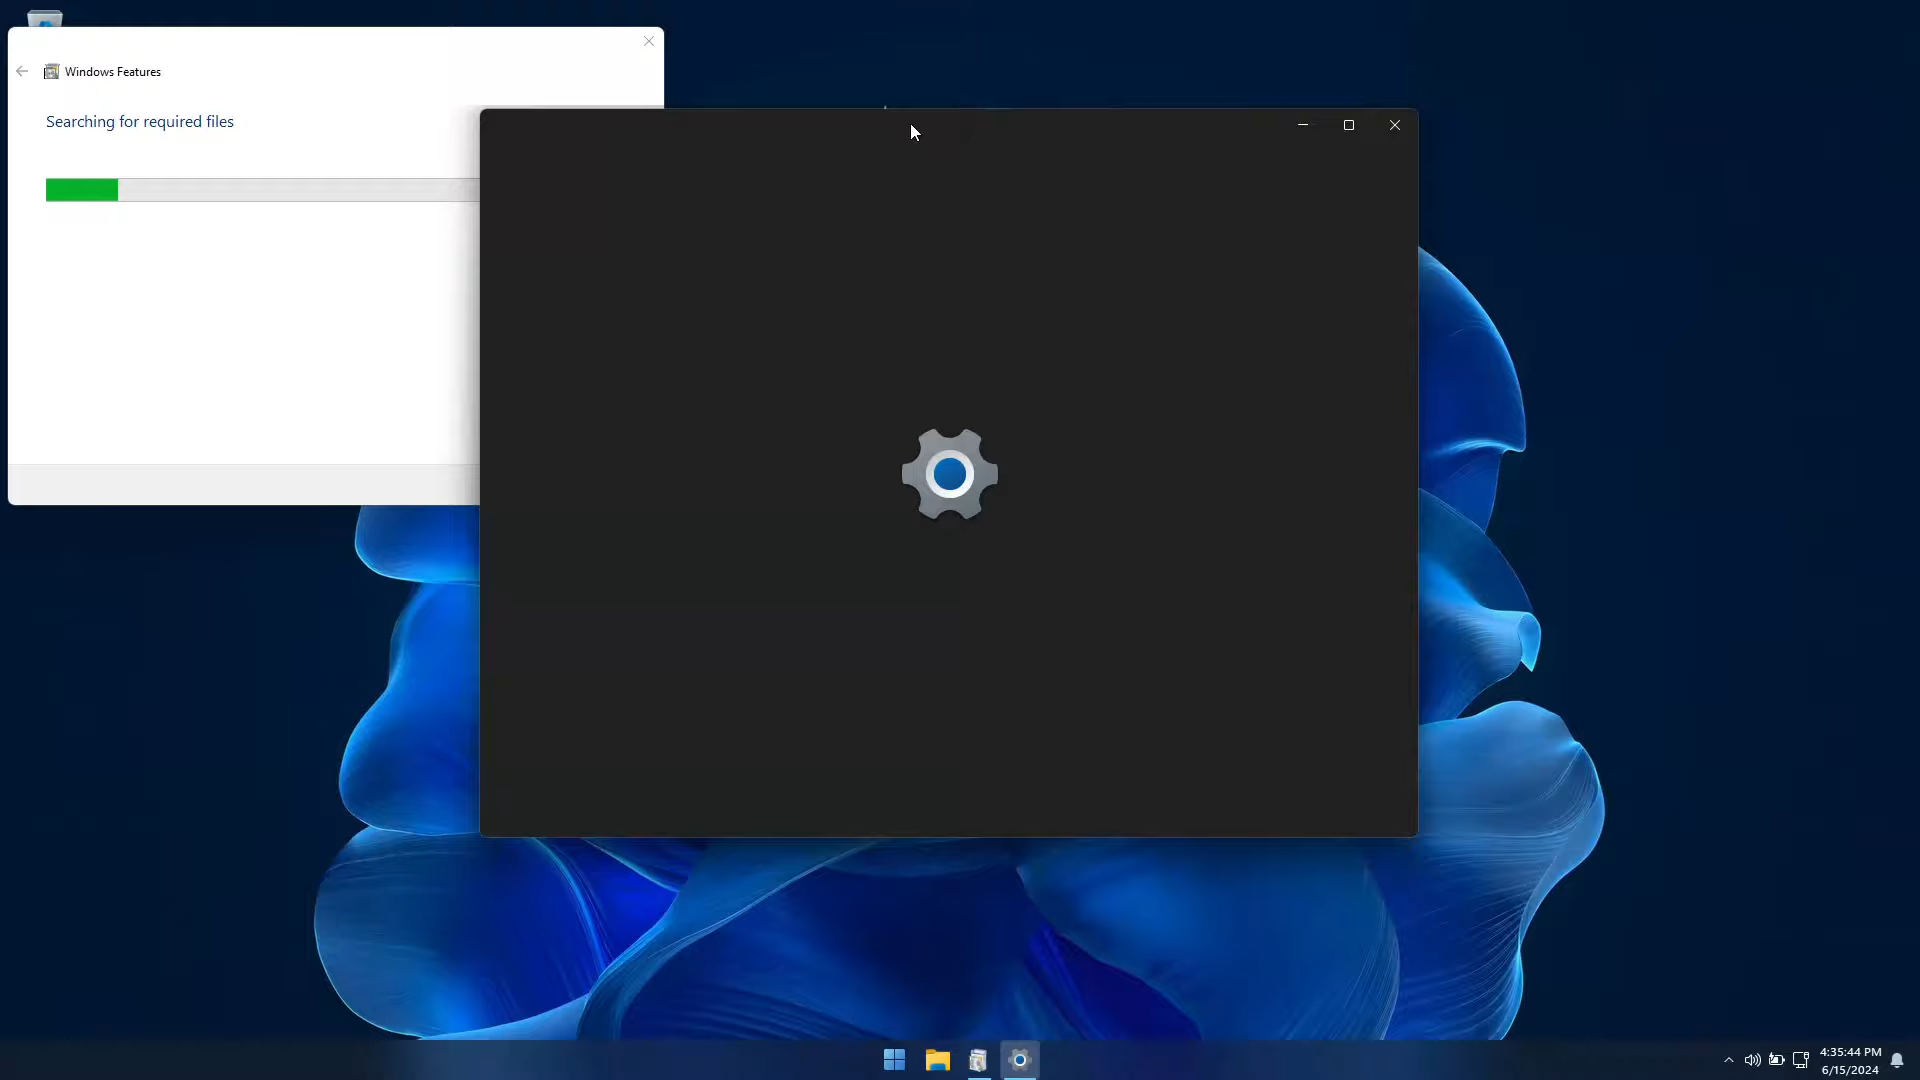 Windows Features
Searching for required files
4:35:44 PM
6/15/2024